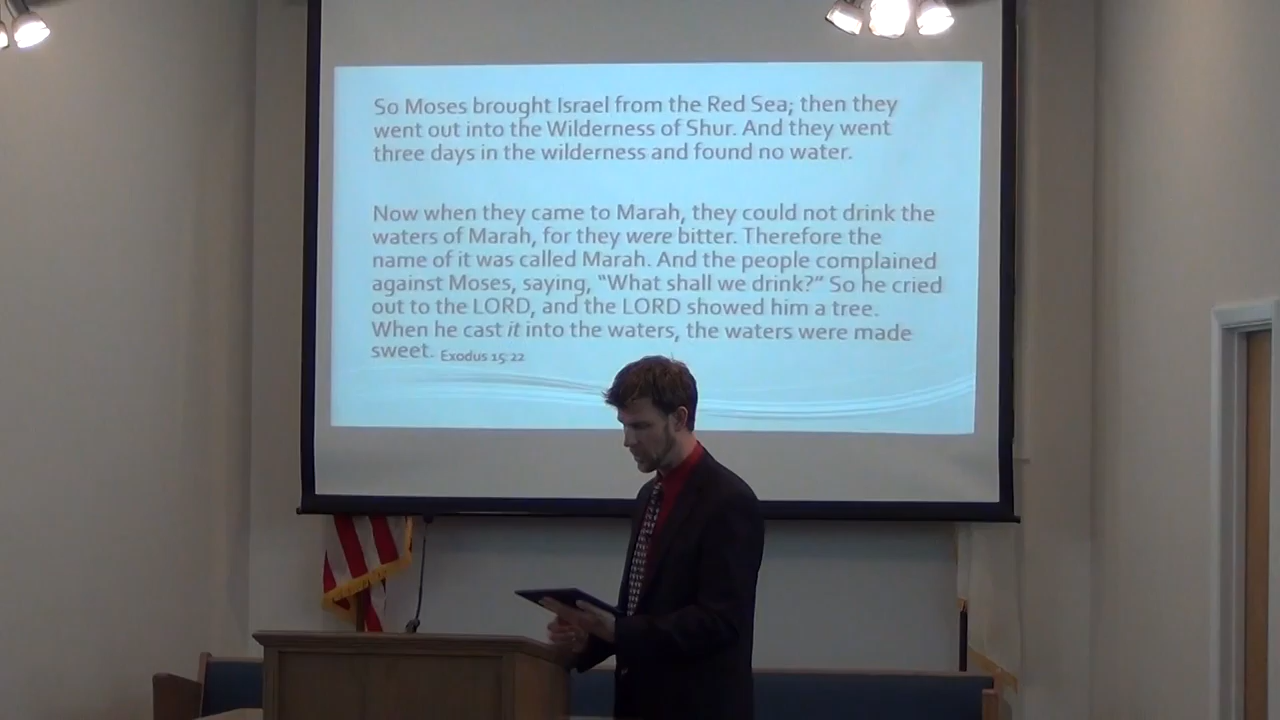 So Moses brought Israel from the Red Sea; then they
went out into the Wilderness of Shur. And they went
three days in the wilderness and found no water.
Now when they came to Marah, they could not drink the
waters of Marah, for they were bitter. Therefore the
name of it was called Marah. And the people complained
against Moses, saying, “What shall we drink?” So he cried
out to the LORD, and the LORD showed him a tree.
When he cast it into the waters, the waters were made
sweet. Exodus 15:22